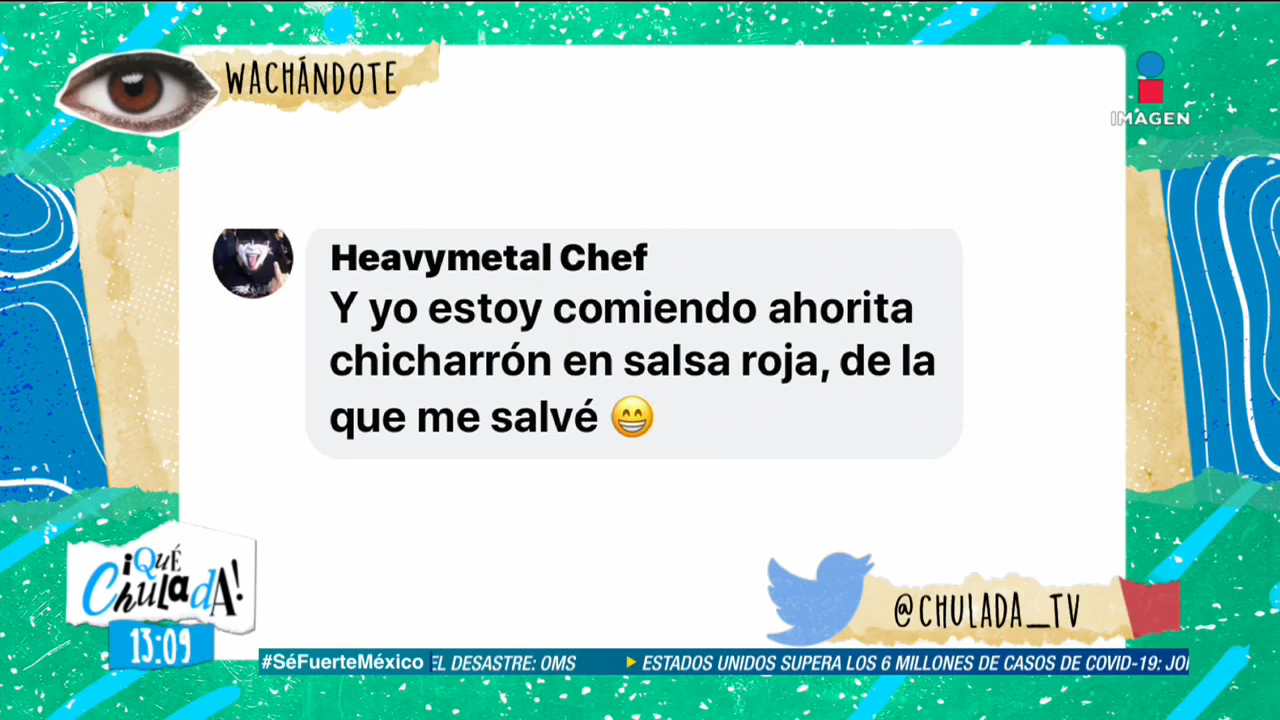 WACHÁNDOTE
IMAGEN
Heavymetal Chef
Y yo estoy comiendo ahorita
chicharrón en salsa roja, de la
que me salvé 😁
¡QUÉ
ChuladA!
13:09
@CHULADA_TV
#SéFuerteMéxico EL DESASTRE: OMS ESTADOS UNIDOS SUPERA LOS 6 MILLONES DE CASOS DE COVID-19: